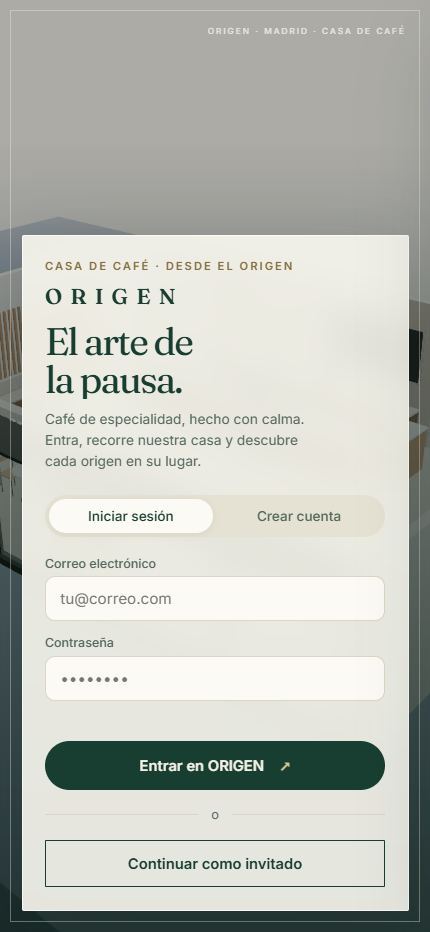 ORIGEN · MADRID · CASA DE CAFÉ
CASA DE CAFÉ · DESDE EL ORIGEN
ORIGEN
El arte de
la pausa.
Café de especialidad, hecho con calma.
Entra, recorre nuestra casa y descubre
cada origen en su lugar.
Iniciar sesión
Crear cuenta
Correo electrónico
tu@correo.com
Contraseña
••••••••
Entrar en ORIGEN ↗
o
Continuar como invitado